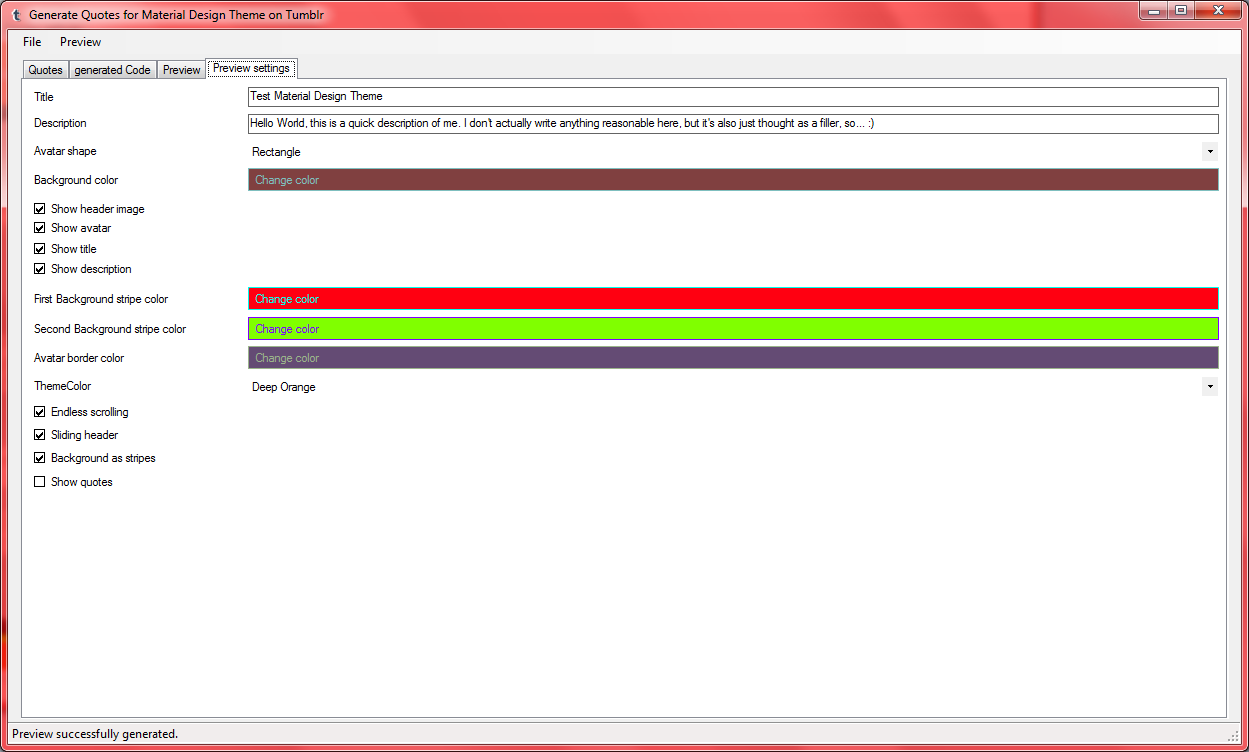 t Generate Quotes for Material Design Theme on Tumblr
File Preview
Quotes generated Code Preview Preview settings
Title Test Material Design Theme
Description Hello World, this is a quick description of me. I don't actually write anything reasonable here, but it's also just thought as a filler, so... :)
Avatar shape Rectangle
Background color Change color
Show header image
Show avatar
Show title
Show description
First Background stripe color Change color
Second Background stripe color Change color
Avatar border color Change color
ThemeColor Deep Orange
Endless scrolling
Sliding header
Background as stripes
Show quotes
Preview successfully generated.